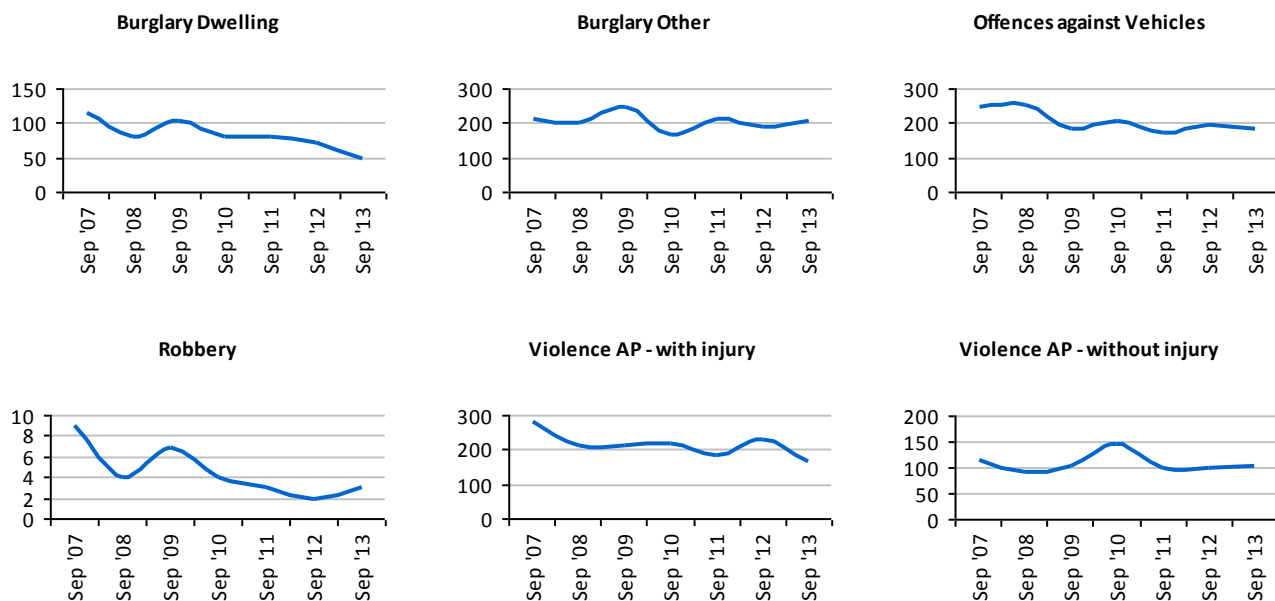 Burglary Dwelling
150
100
50
0
Sep '07
Sep '08
Sep '09
Sep '10
Sep '11
Sep '12
Sep '13
Burglary Other
300
200
100
0
Sep '07
Sep '08
Sep '09
Sep '10
Sep '11
Sep '12
Sep '13
Offences against Vehicles
300
200
100
0
Sep '07
Sep '08
Sep '09
Sep '10
Sep '11
Sep '12
Sep '13
Robbery
10
8
6
4
2
0
Sep '07
Sep '08
Sep '09
Sep '10
Sep '11
Sep '12
Sep '13
Violence AP - with injury
300
200
100
0
Sep '07
Sep '08
Sep '09
Sep '10
Sep '11
Sep '12
Sep '13
Violence AP - without injury
200
150
100
50
0
Sep '07
Sep '08
Sep '09
Sep '10
Sep '11
Sep '12
Sep '13